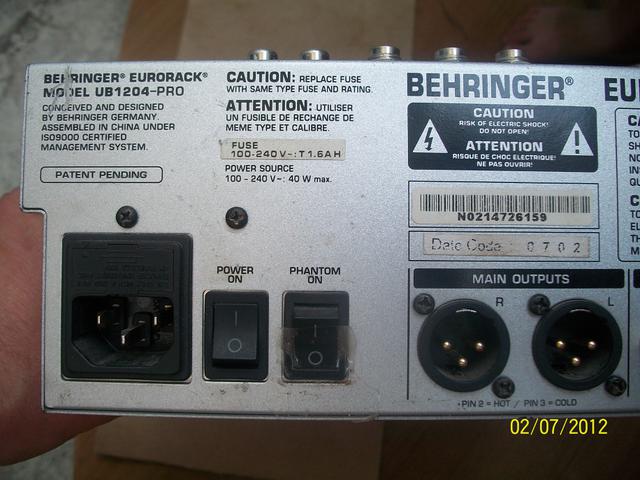 BEHRINGER® EURORACK®
MODEL UB1204-PRO
CONCEIVED AND DESIGNED
BY BEHRINGER GERMANY.
ASSEMBLED IN CHINA UNDER
ISO9000 CERTIFIED
MANAGEMENT SYSTEM.
PATENT PENDING
CAUTION: REPLACE FUSE
WITH SAME TYPE FUSE AND RATING.
ATTENTION: UTILISER
UN FUSIBLE DE RECHANGE DE
MEME TYPE ET CALIBRE.
FUSE
100-240V~:T1.6AH
POWER SOURCE
100 - 240 V~: 40 W max.
BEHRINGER®
CAUTION
RISK OF ELECTRIC SHOCK!
DO NOT OPEN!
ATTENTION
RISQUE DE CHOC ELECTRIQUE!
NE PAS OUVRIR!
N0214726159
Date Code: 0702
POWER
ON
PHANTOM
ON
MAIN OUTPUTS
R
L
PIN 2 = HOT / PIN 3 = COLD
02/07/2012